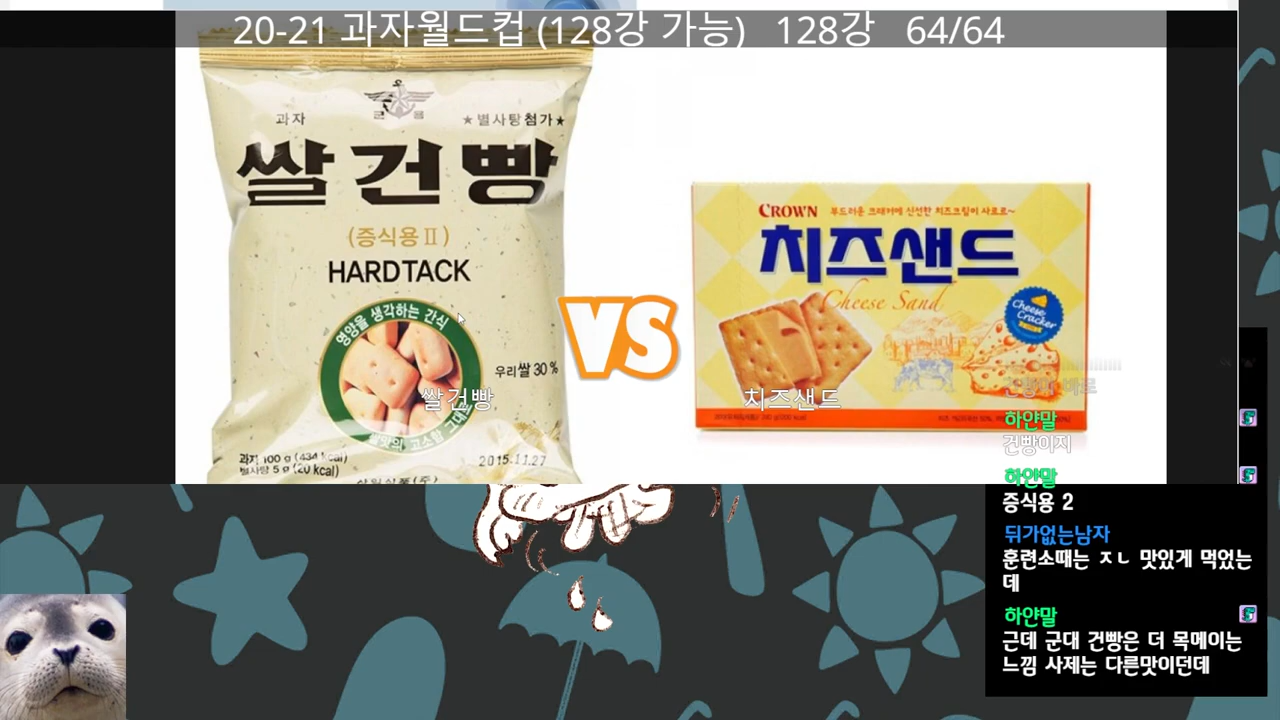 20-21 과자월드컵 (128강 가능) 128강 64/64
과자
★별사탕첨가★
쌀건빵
(증식용Ⅱ)
HARDTACK
영양을 생각하는 간식
우리쌀 30%
쌀건빵
과자 100 g (434 kcal)
별사탕 5 g (20 kcal)
2015.11.27
VS
CROWN 부드러운 크래커에 신선한 치즈크림이 사르르~
치즈샌드
Cheese Sand
Cheese
Cracker
치즈샌드
하얀말
건빵이지
하얀말
증식용 2
뒤가없는남자
훈련소때는 ㅈㄴ 맛있게 먹었는
데
하얀말
근데 군대 건빵은 더 목메이는
느낌 사제는 다른맛이던데